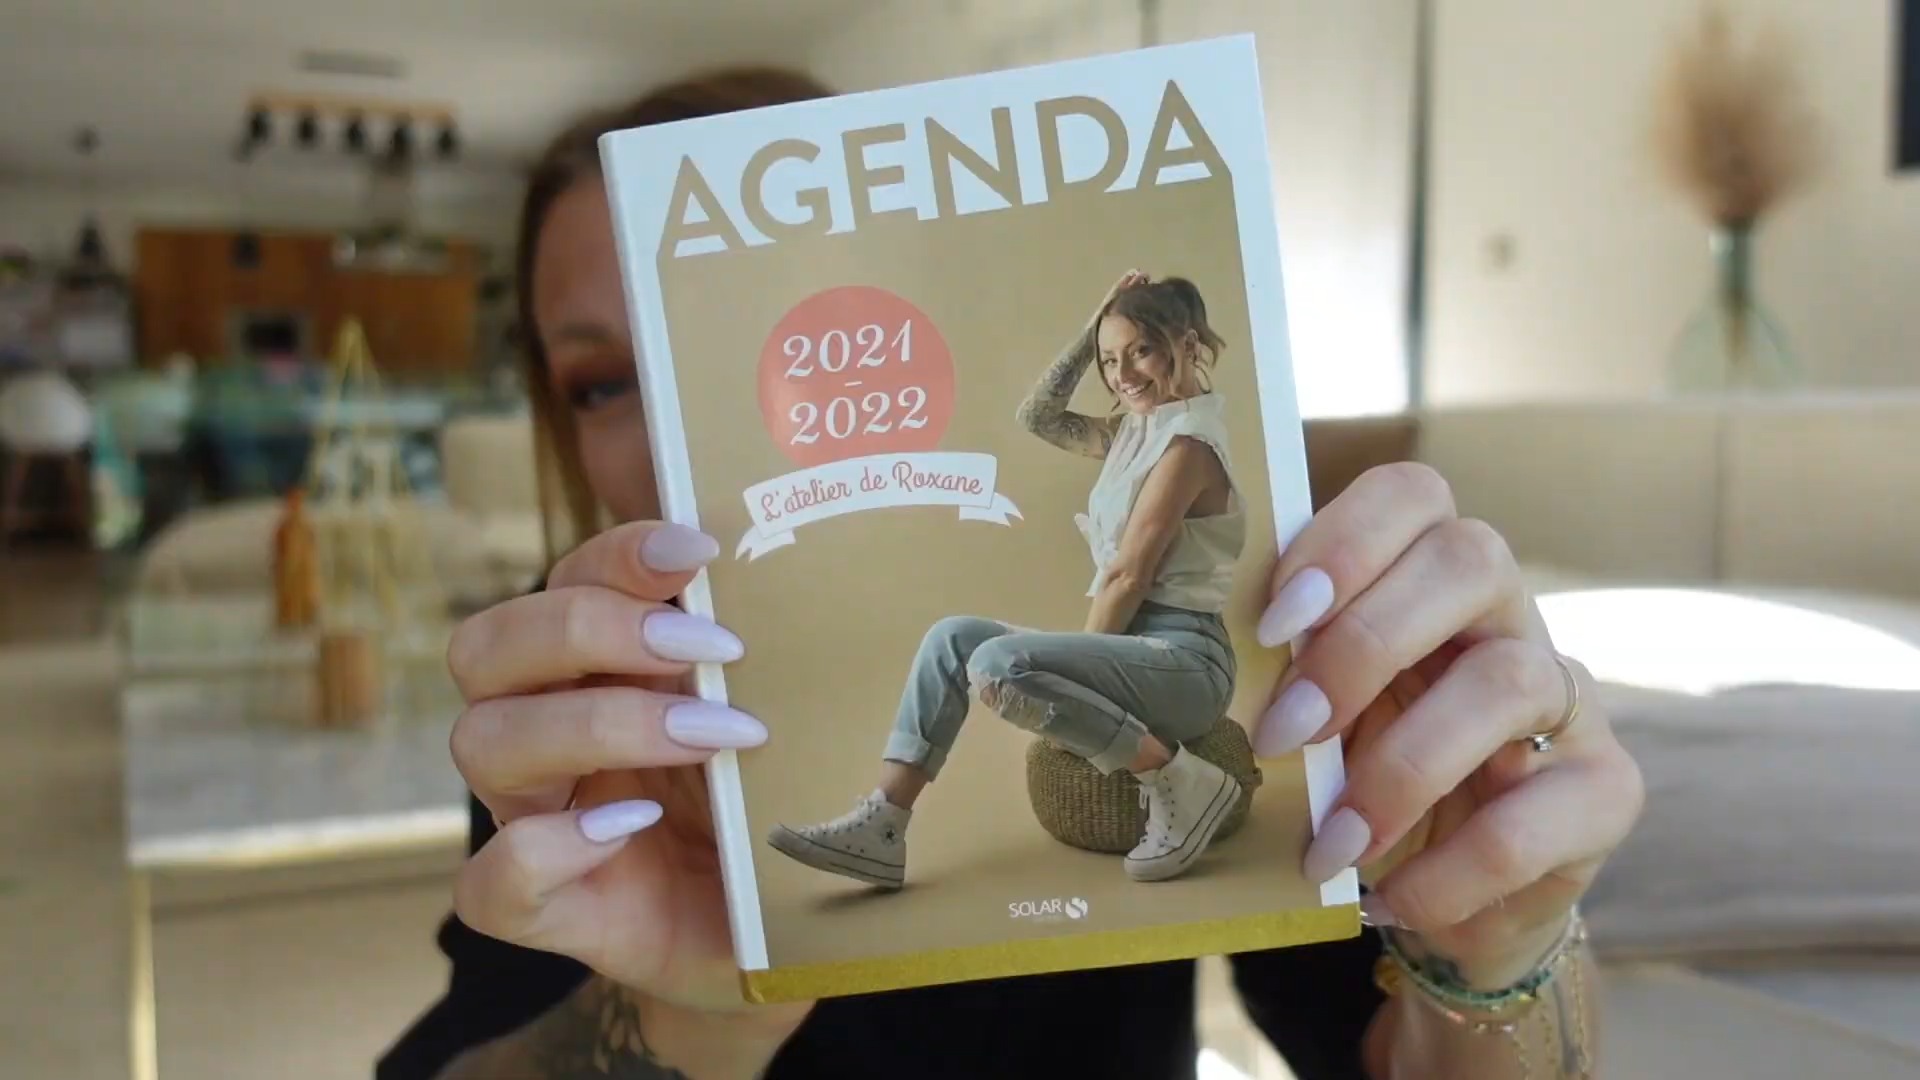 AGENDA
2021
–
2022
L'atelier de Roxane
SOLAR